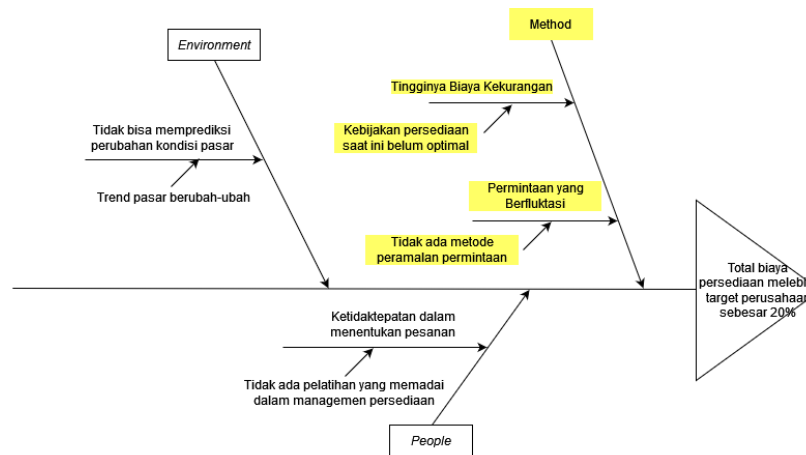 Method
Environment
Tingginya Biaya Kekurangan
Kebijakan persediaan
saat ini belum optimal
Tidak bisa memprediksi
perubahan kondisi pasar
Trend pasar berubah-ubah
Permintaan yang
Berfluktasi
Tidak ada metode
peramalan permintaan
Total biaya
persediaan melebi
target perusahaan
sebesar 20%
Ketidaktepatan dalam
menentukan pesanan
Tidak ada pelatihan yang memadai
dalam managemen persediaan
People